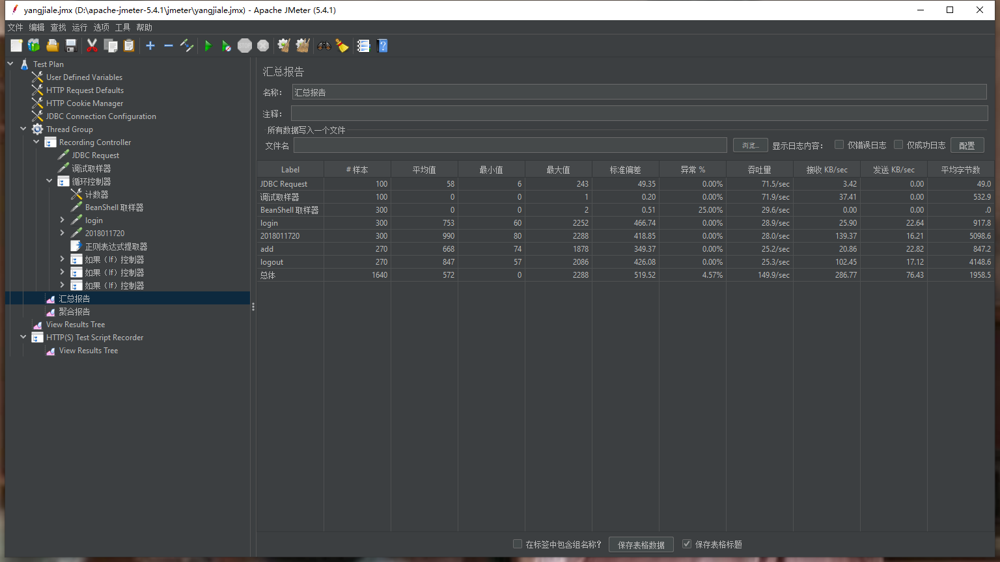 yangjiale.jmx (D:\apache-jmeter-5.4.1\jmeter\yangjiale.jmx) - Apache JMeter (5.4.1)
文件 编辑 查找 运行 选项 工具 帮助
STOP
Test Plan
User Defined Variables
HTTP Request Defaults
HTTP Cookie Manager
JDBC Connection Configuration
Thread Group
Recording Controller
JDBC Request
调试取样器
循环控制器
计数器
BeanShell 取样器
login
2018011720
正则表达式提取器
如果（If）控制器
如果（If）控制器
如果（If）控制器
汇总报告
聚合报告
View Results Tree
HTTP(S) Test Script Recorder
View Results Tree
汇总报告
名称： 汇总报告
注释：
所有数据写入一个文件
文件名 浏览... 显示日志内容： 仅错误日志 仅成功日志 配置
Label # 样本 平均值 最小值 最大值 标准偏差 异常 % 吞吐量 接收 KB/sec 发送 KB/sec 平均字节数
JDBC Request 100 58 6 243 49.35 0.00% 71.5/sec 3.42 0.00 49.0
调试取样器 100 0 0 1 0.20 0.00% 71.9/sec 37.41 0.00 532.9
BeanShell 取样器 300 0 0 2 0.51 25.00% 29.6/sec 0.00 0.00 .0
login 300 753 60 2252 466.74 0.00% 28.9/sec 25.90 22.64 917.8
2018011720 300 990 80 2288 418.85 0.00% 28.0/sec 139.37 16.21 5098.6
add 270 668 74 1878 349.37 0.00% 25.2/sec 20.86 22.82 847.2
logout 270 847 57 2086 426.08 0.00% 25.3/sec 102.45 17.12 4148.6
总体 1640 572 0 2288 519.52 4.57% 149.9/sec 286.77 76.43 1958.5
在标签中包含组名称? 保存表格数据 保存表格标题